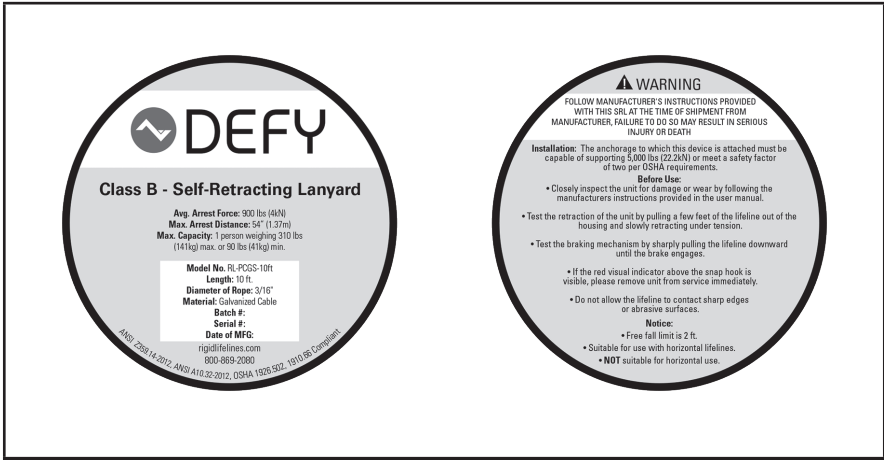 DEFY
Class B - Self-Retracting Lanyard
Avg. Arrest Force: 900 lbs (4kN)
Max. Arrest Distance: 54" (1.37m)
Max. Capacity: 1 person weighing 310 lbs
(141kg) max. or 90 lbs (41kg) min.
Model No. RL-PCGS-10ft
Length: 10 ft.
Diameter of Rope: 3/16"
Material: Galvanized Cable
Batch #:
Serial #:
Date of MFG:
rigidlifelines.com
800-869-2080
ANSI Z359.14-2012, ANSI A10.32-2012, OSHA 1926.502, 1910.66 Compliant
WARNING
FOLLOW MANUFACTURER'S INSTRUCTIONS PROVIDED
WITH THIS SRL AT THE TIME OF SHIPMENT FROM
MANUFACTURER, FAILURE TO DO SO MAY RESULT IN SERIOUS
INJURY OR DEATH
Installation: The anchorage to which this device is attached must be
capable of supporting 5,000 lbs (22.2kN) or meet a safety factor
of two per OSHA requirements.
Before Use:
• Closely inspect the unit for damage or wear by following the
manufacturers instructions provided in the user manual.
• Test the retraction of the unit by pulling a few feet of the lifeline out of the
housing and slowly retracting under tension.
• Test the braking mechanism by sharply pulling the lifeline downward
until the brake engages.
• If the red visual indicator above the snap hook is
visible, please remove unit from service immediately.
• Do not allow the lifeline to contact sharp edges
or abrasive surfaces.
Notice:
• Free fall limit is 2 ft.
• Suitable for use with horizontal lifelines.
• NOT suitable for horizontal use.